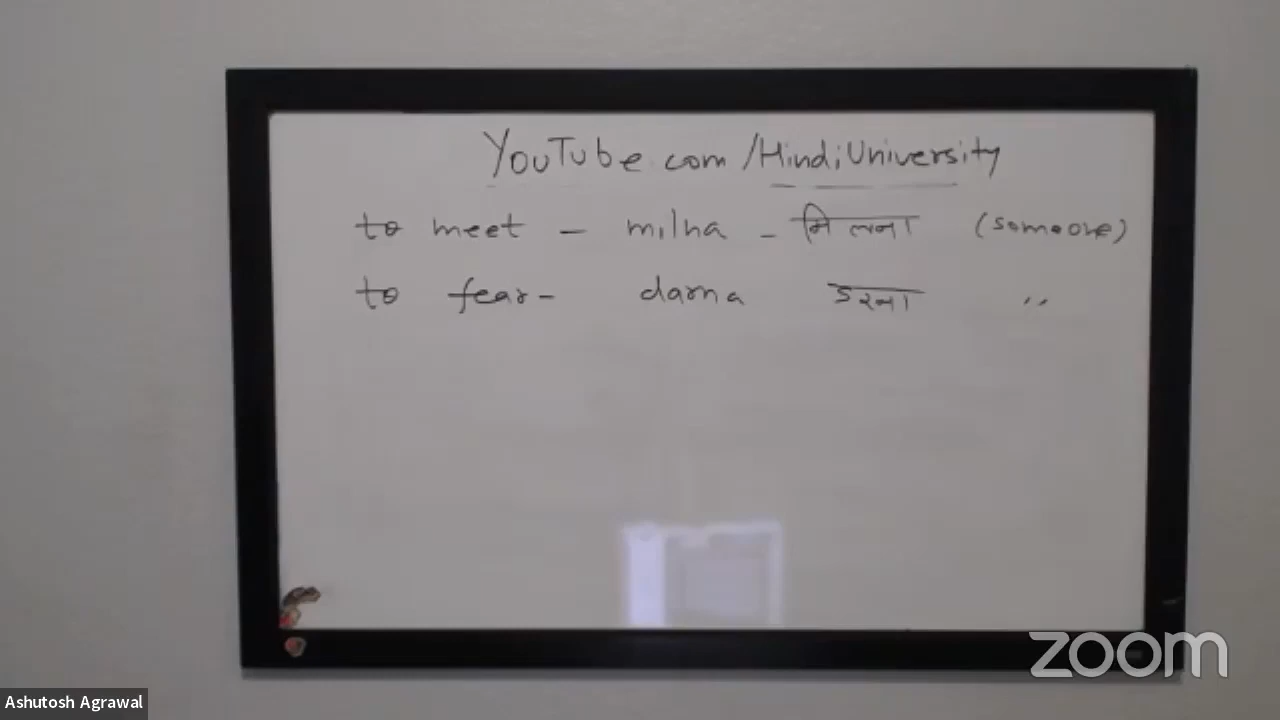 YouTube.com/HindiUniversity
to meet - milna - मिलना (someone)
to fear - darna डरना ,,
zoom
Ashutosh Agrawal